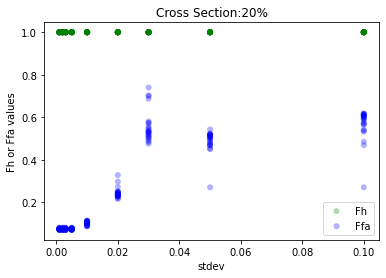 Cross Section:20%
Fh or Ffa values
1.0
0.8
0.6
0.4
0.2
0.00
0.02
0.04
0.06
0.08
0.10
stdev
Fh
Ffa